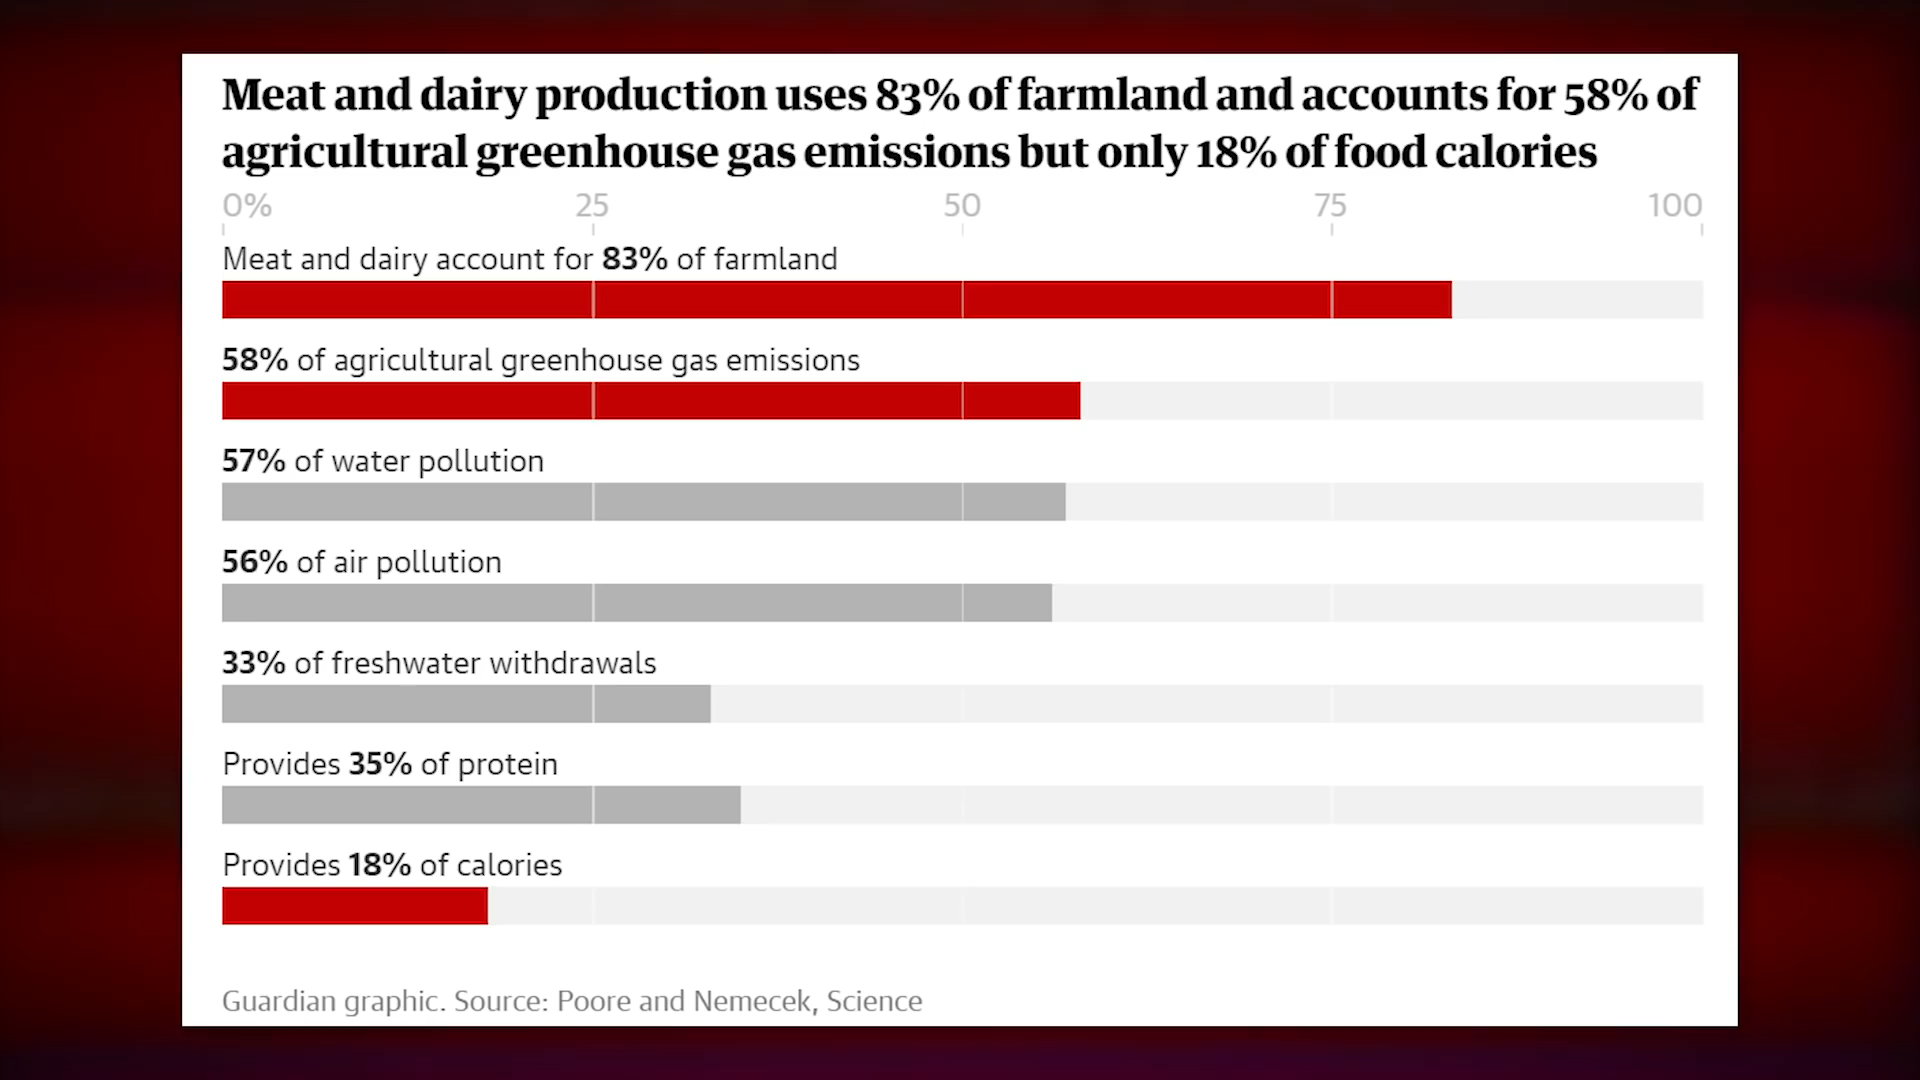 Meat and dairy production uses 83% of farmland and accounts for 58% of
agricultural greenhouse gas emissions but only 18% of food calories
0% 25 50 75 100
Meat and dairy account for 83% of farmland
58% of agricultural greenhouse gas emissions
57% of water pollution
56% of air pollution
33% of freshwater withdrawals
Provides 35% of protein
Provides 18% of calories
Guardian graphic. Source: Poore and Nemecek, Science